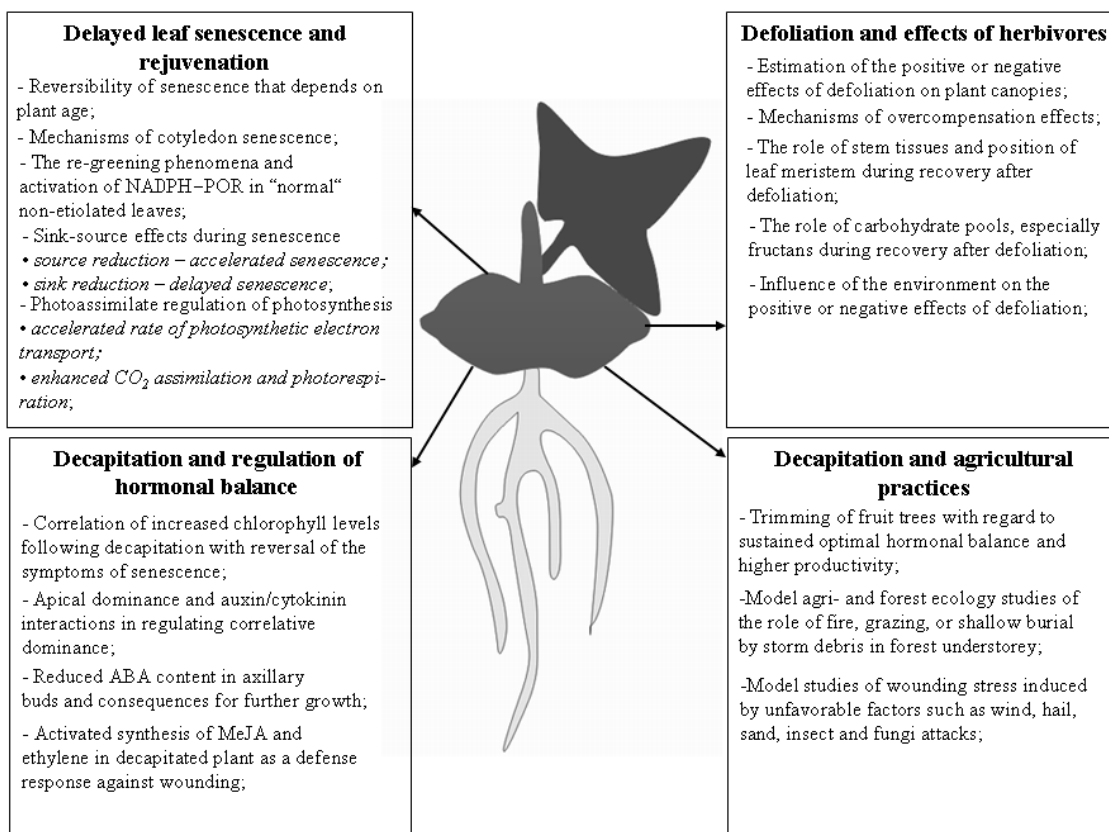 Delayed leaf senescence and
rejuvenation
- Reversibility of senescence that depends on
plant age;
- Mechanisms of cotyledon senescence;
- The re-greening phenomena and
activation of NADPH–POR in “normal“
non-etiolated leaves;
- Sink-source effects during senescence
• source reduction – accelerated senescence;
• sink reduction – delayed senescence;
- Photoassimilate regulation of photosynthesis
• accelerated rate of photosynthetic electron
transport;
• enhanced CO2 assimilation and photorespi-
ration;
Defoliation and effects of herbivores
- Estimation of the positive or negative
effects of defoliation on plant canopies;
- Mechanisms of overcompensation effects;
- The role of stem tissues and position of
leaf meristem during recovery after
defoliation;
- The role of carbohydrate pools, especially
fructans during recovery after defoliation;
- Influence of the environment on the
positive or negative effects of defoliation;
Decapitation and regulation of
hormonal balance
- Correlation of increased chlorophyll levels
following decapitation with reversal of the
symptoms of senescence;
- Apical dominance and auxin/cytokinin
interactions in regulating correlative
dominance;
- Reduced ABA content in axillary
buds and consequences for further growth;
- Activated synthesis of MeJA and
ethylene in decapitated plant as a defense
response against wounding;
Decapitation and agricultural
practices
- Trimming of fruit trees with regard to
sustained optimal hormonal balance and
higher productivity;
-Model agri- and forest ecology studies of
the role of fire, grazing, or shallow burial
by storm debris in forest understorey;
-Model studies of wounding stress induced
by unfavorable factors such as wind, hail,
sand, insect and fungi attacks;